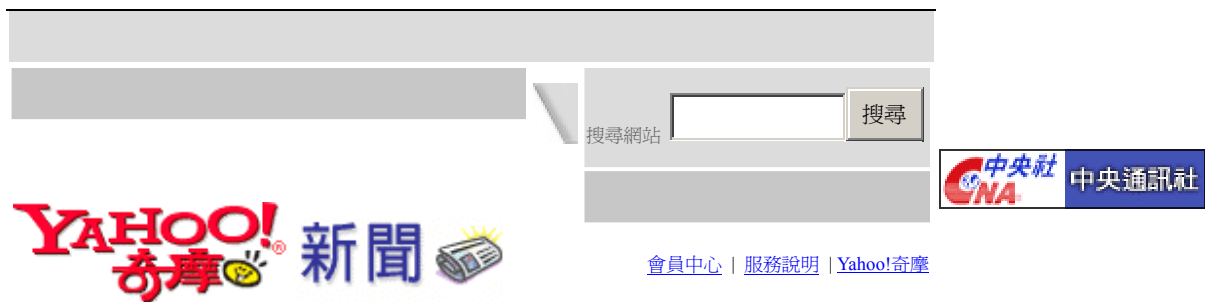 搜尋網站 搜尋
中央社
CNA
中央通訊社
YAHOO!®
奇摩
新聞
會員中心 | 服務說明 | Yahoo!奇摩